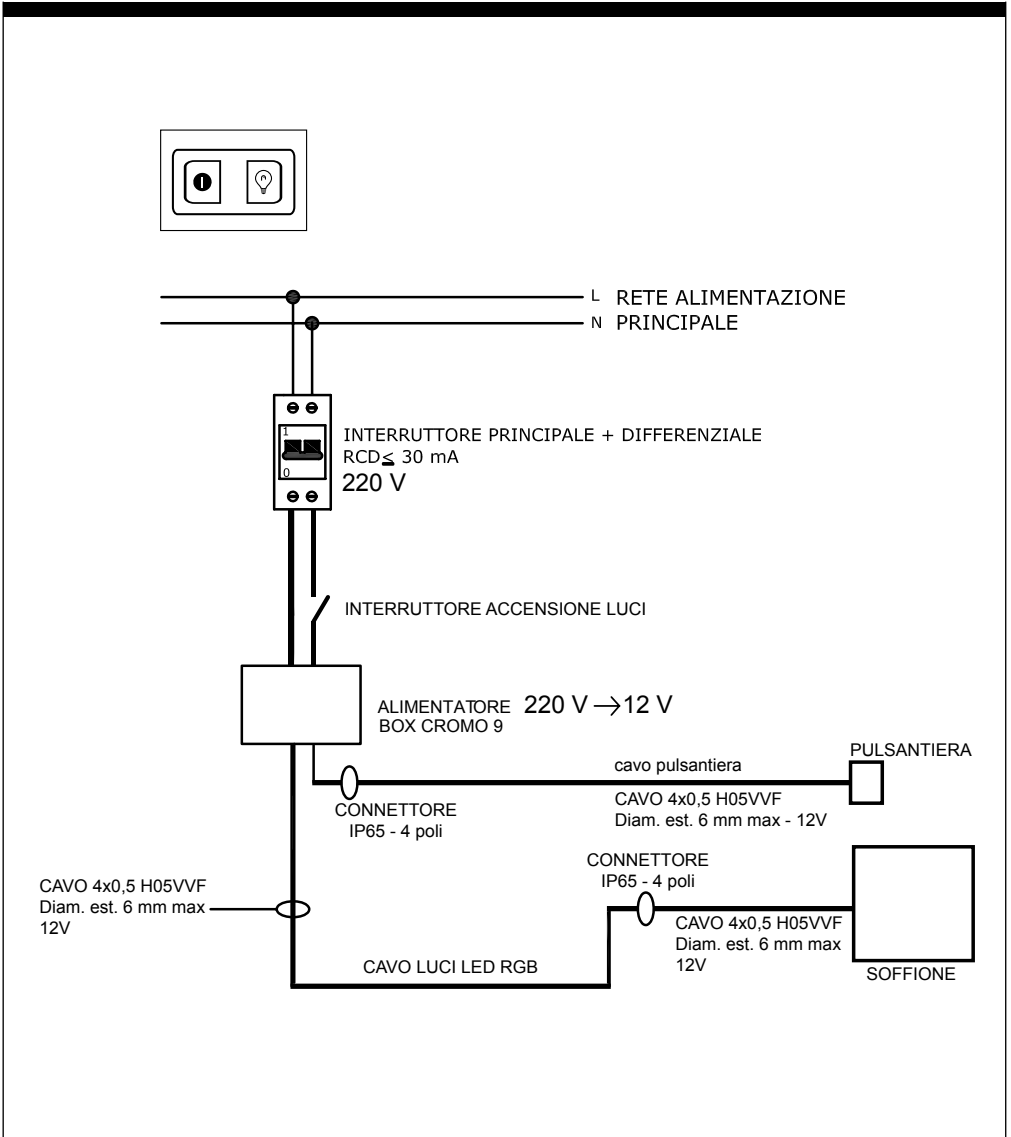 L RETE ALIMENTAZIONE
N PRINCIPALE
1
0
INTERRUTTORE PRINCIPALE + DIFFERENZIALE
RCD≤ 30 mA
220 V
INTERRUTTORE ACCENSIONE LUCI
ALIMENTATORE 220 V →12 V
BOX CROMO 9
PULSANTIERA
cavo pulsantiera
CAVO 4x0,5 H05VVF
Diam. est. 6 mm max - 12V
CONNETTORE
IP65 - 4 poli
CONNETTORE
IP65 - 4 poli
CAVO 4x0,5 H05VVF
Diam. est. 6 mm max
12V
CAVO 4x0,5 H05VVF
Diam. est. 6 mm max
12V
CAVO LUCI LED RGB
SOFFIONE